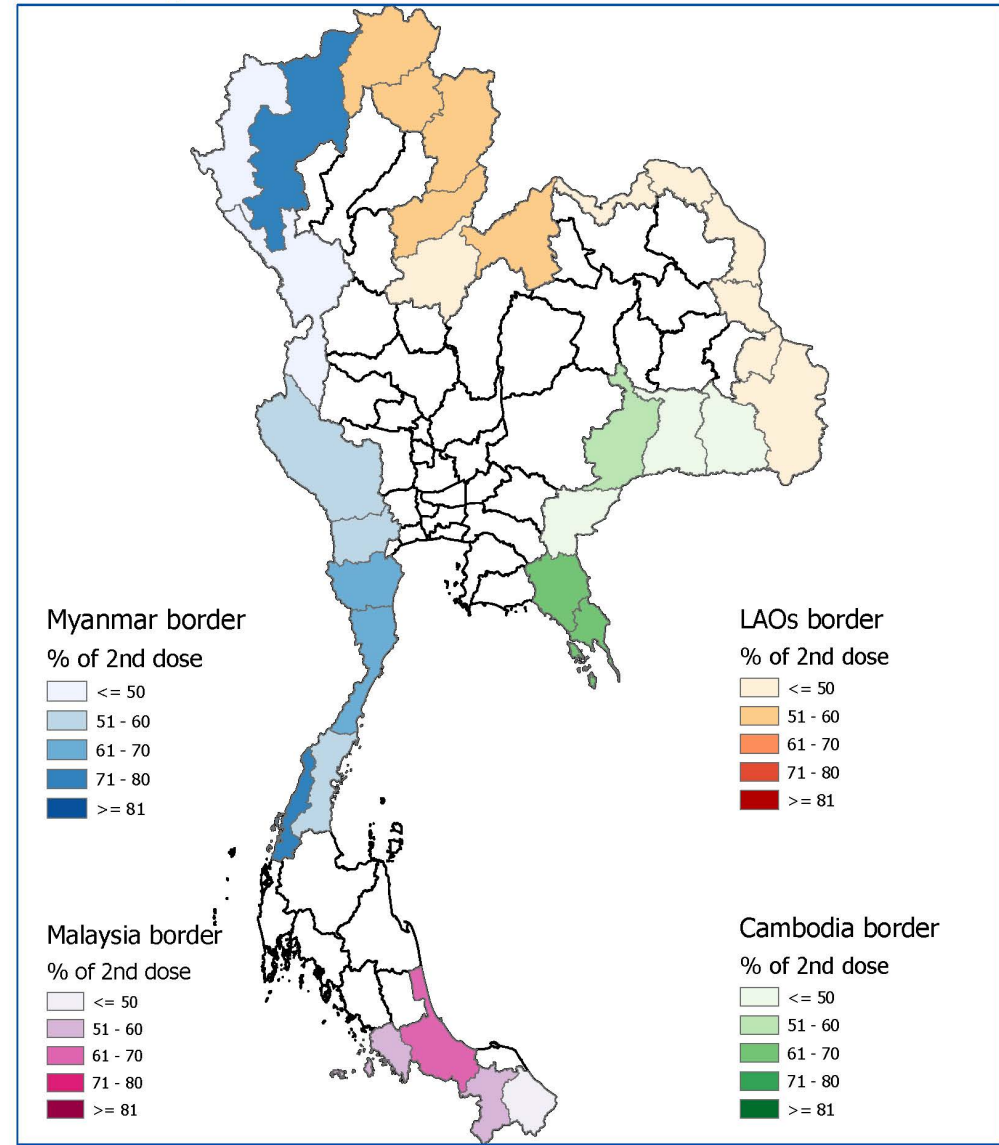 Myanmar border
% of 2nd dose
<= 50
51 - 60
61 - 70
71 - 80
>= 81
LAOs border
% of 2nd dose
<= 50
51 - 60
61 - 70
71 - 80
>= 81
Malaysia border
% of 2nd dose
<= 50
51 - 60
61 - 70
71 - 80
>= 81
Cambodia border
% of 2nd dose
<= 50
51 - 60
61 - 70
71 - 80
>= 81